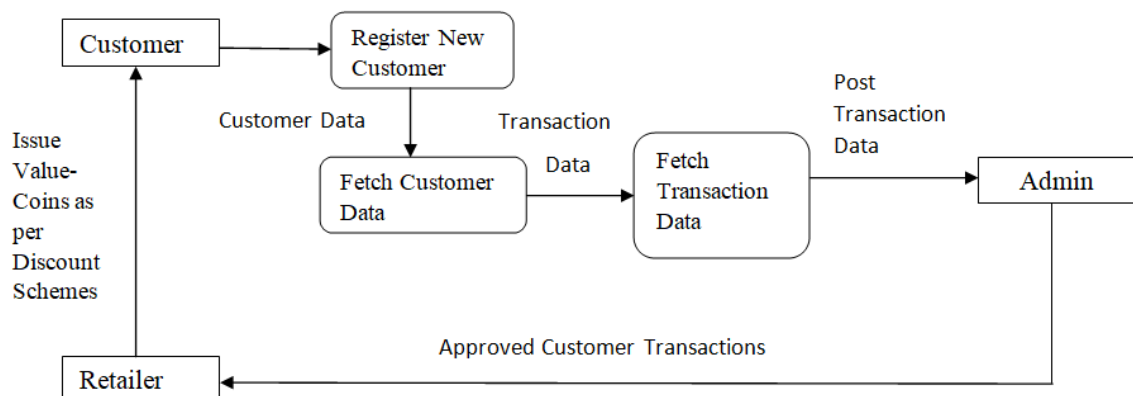 Customer
Register New
Customer
Post
Transaction
Data
Customer Data
Transaction
Data
Issue
Value-
Coins as
per
Discount
Schemes
Fetch Customer
Data
Fetch
Transaction
Data
Admin
Approved Customer Transactions
Retailer